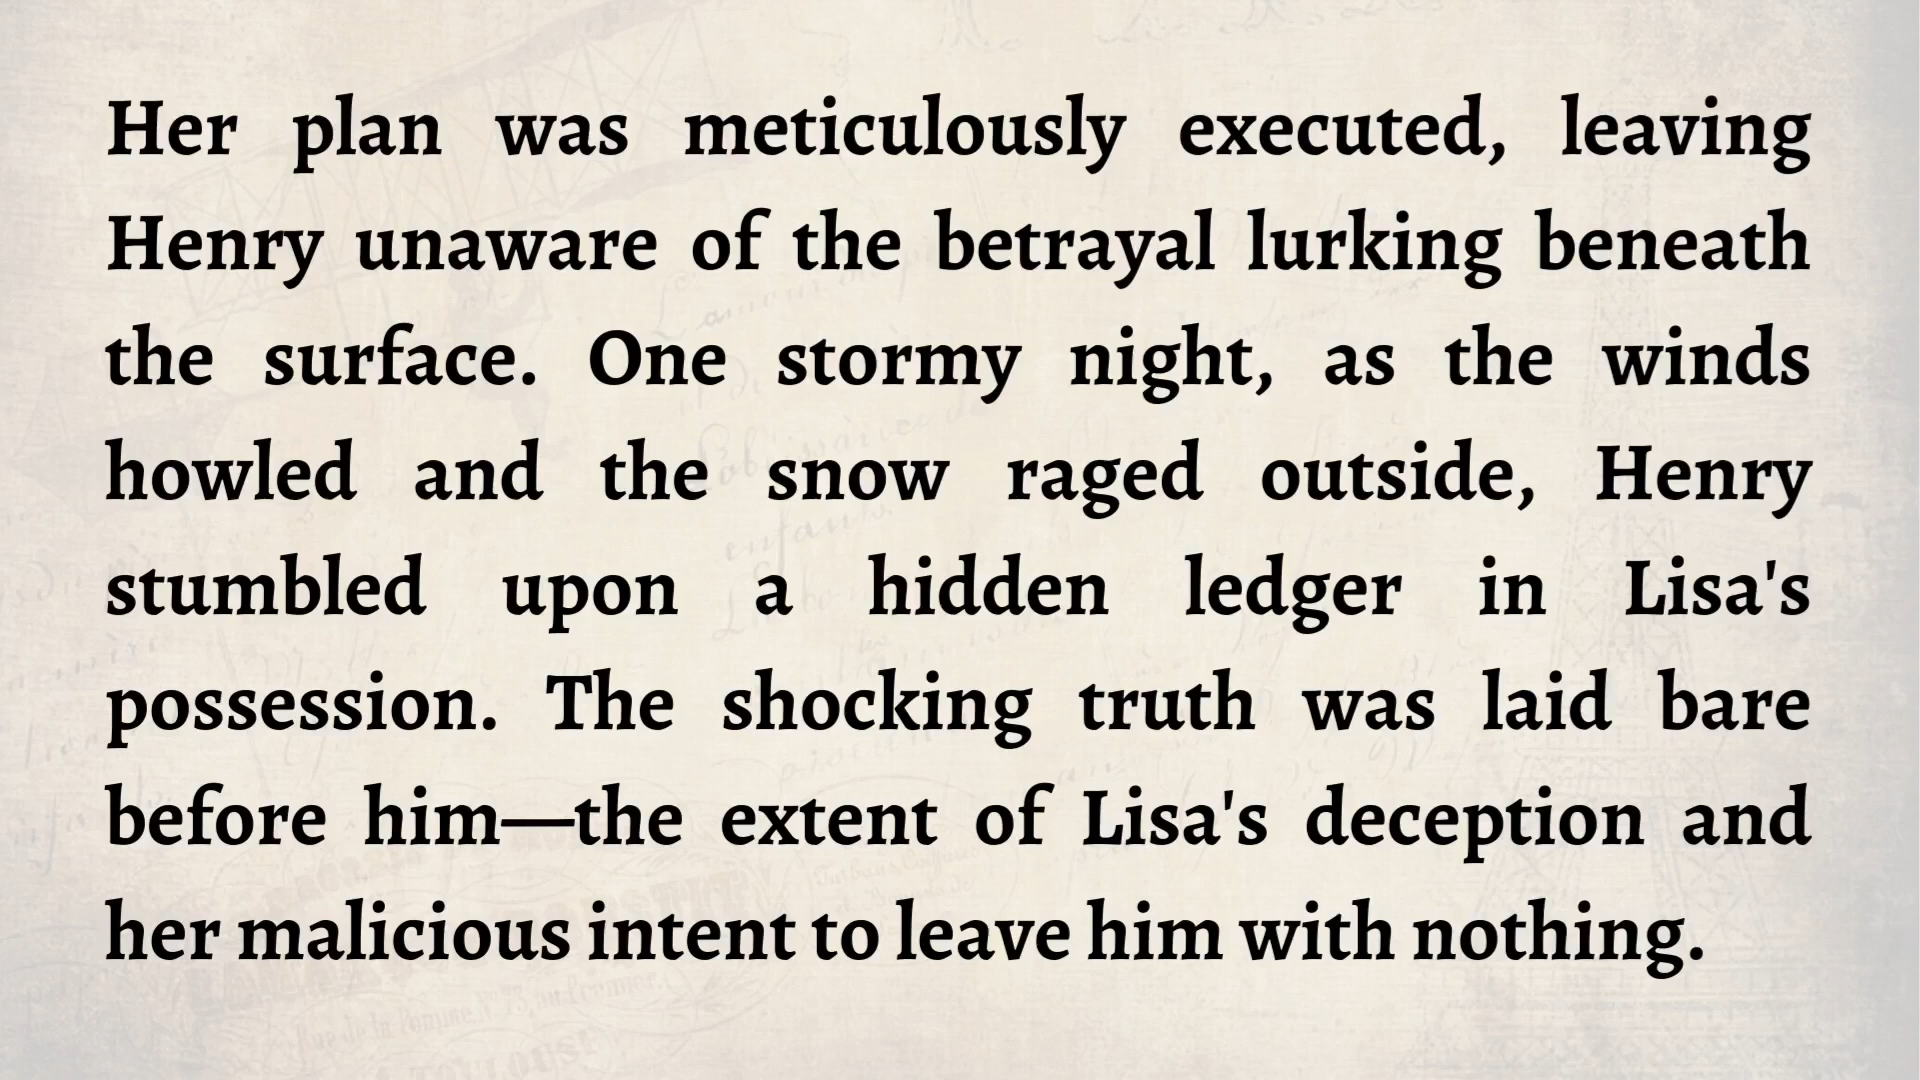 Her plan was meticulously executed, leaving
Henry unaware of the betrayal lurking beneath
the surface. One stormy night, as the winds
howled and the snow raged outside, Henry
stumbled upon a hidden ledger in Lisa's
possession. The shocking truth was laid bare
before him—the extent of Lisa's deception and
her malicious intent to leave him with nothing.